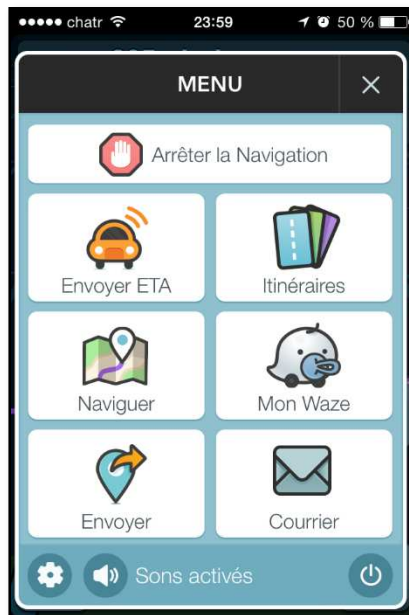 chatr 23:59 50 %
MENU
Arrêter la Navigation
Envoyer ETA Itinéraires
Naviguer Mon Waze
Envoyer Courrier
Sons activés